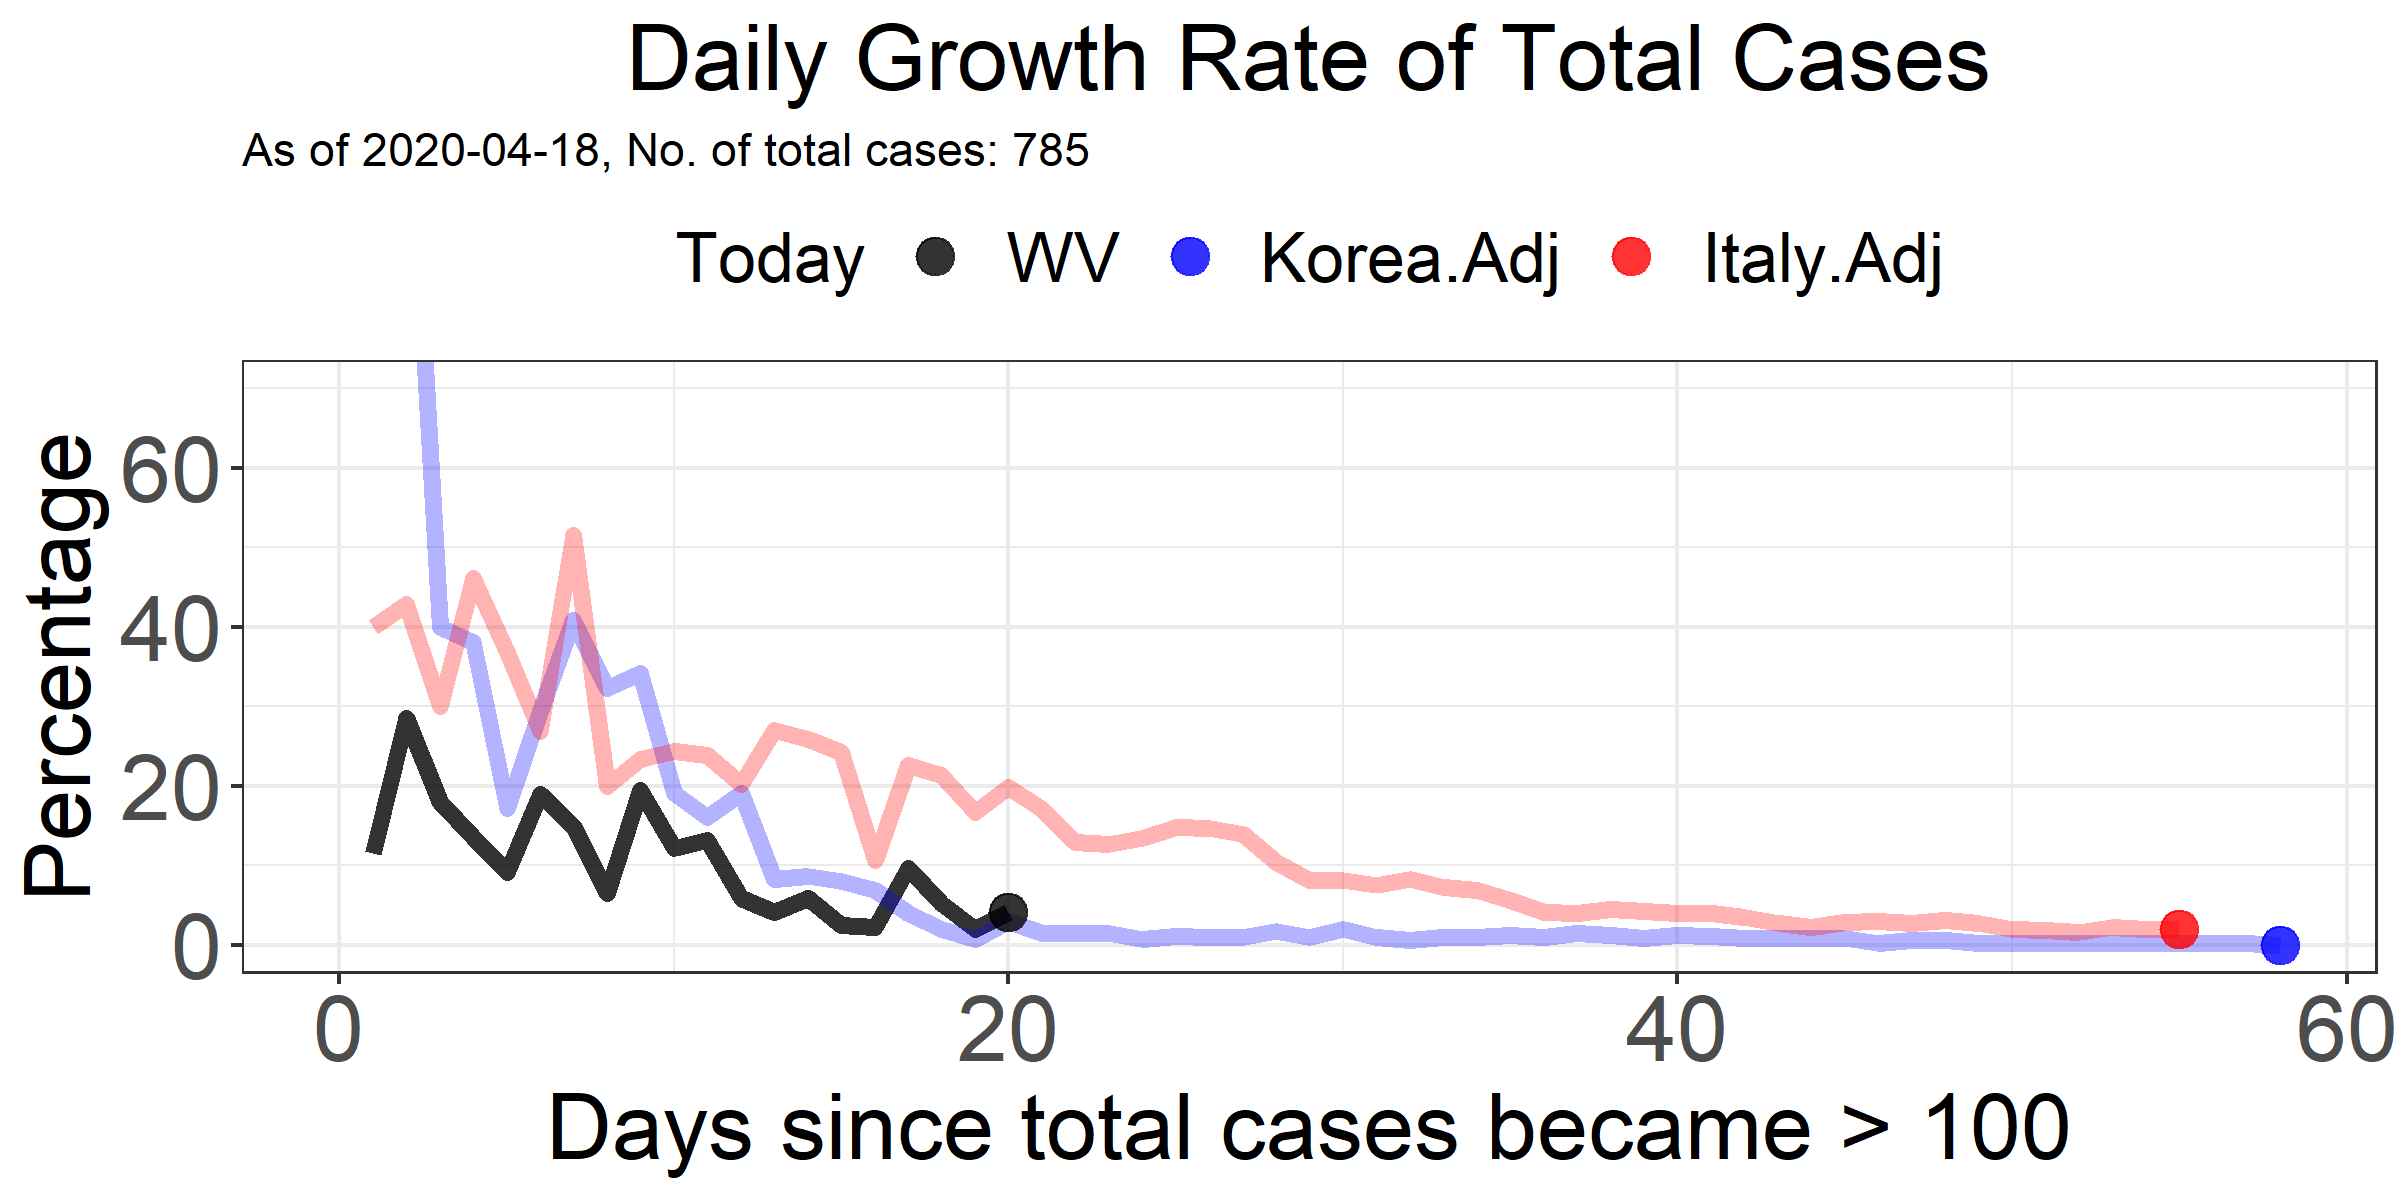 Daily Growth Rate of Total Cases
As of 2020-04-18, No. of total cases: 785
Today WV Korea.Adj Italy.Adj
Percentage
60
40
20
0
0 20 40 60
Days since total cases became > 100